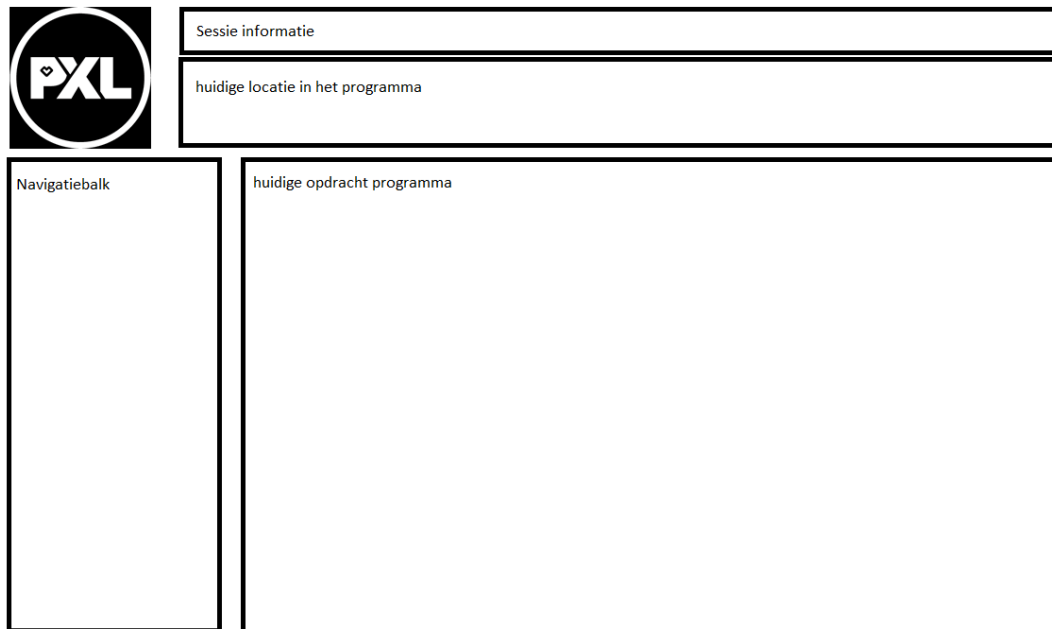 PXL
Sessie informatie
huidige locatie in het programma
Navigatiebalk
huidige opdracht programma